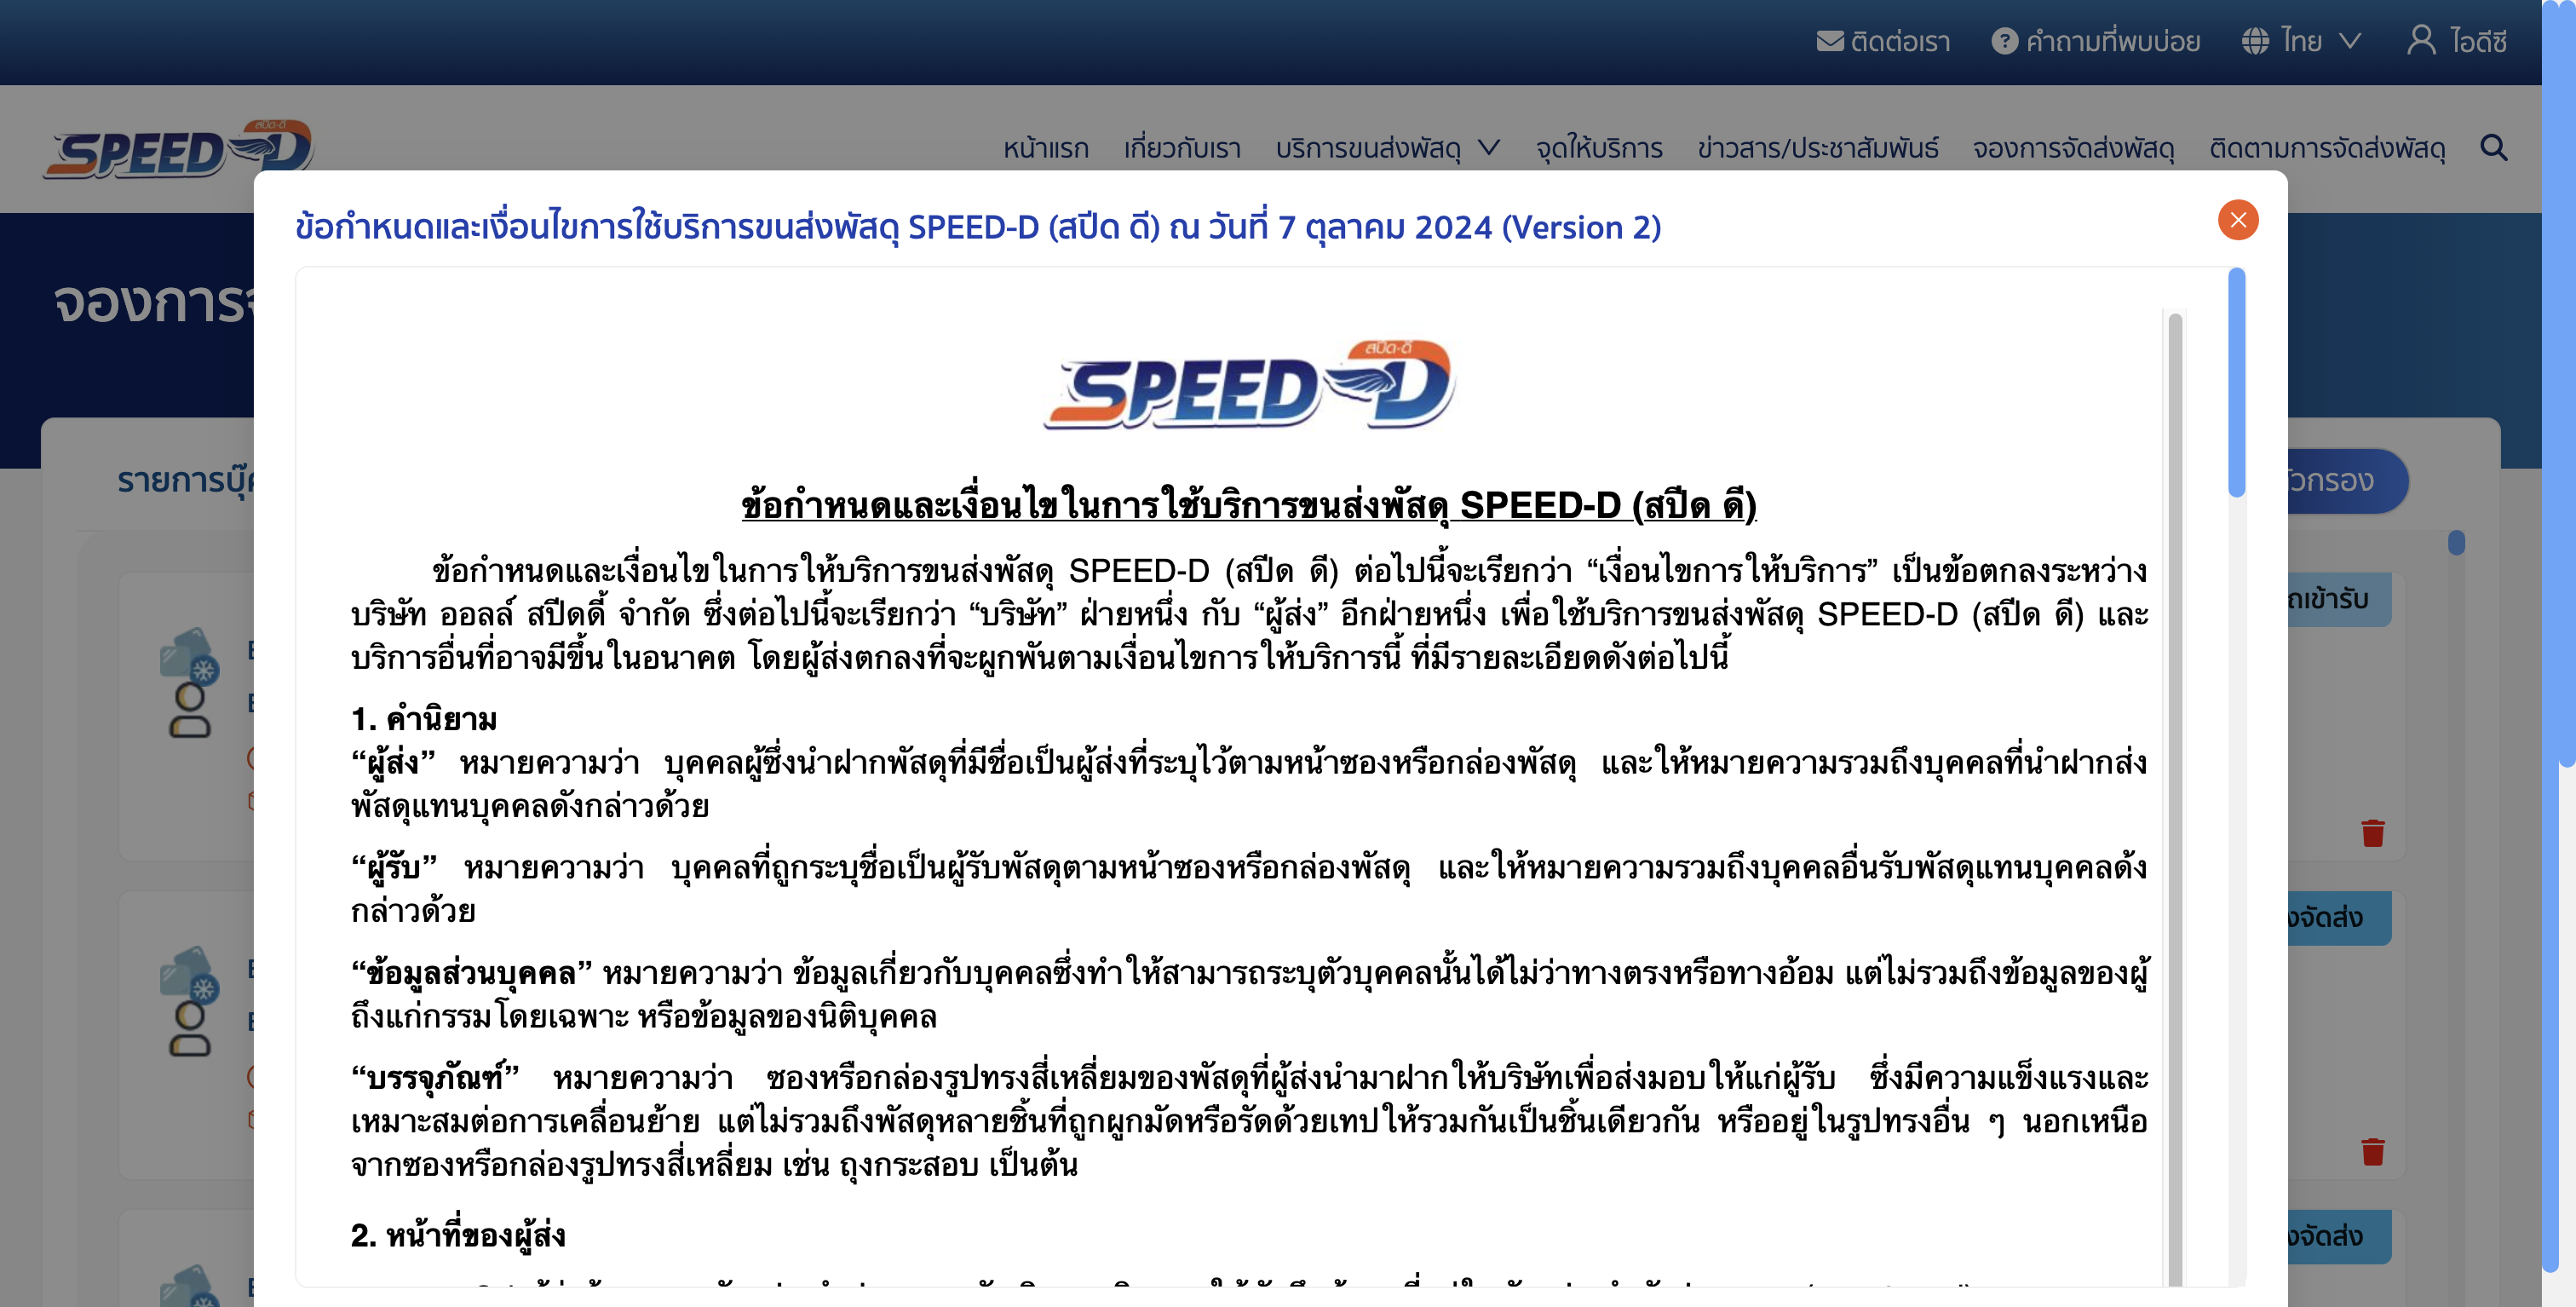 ติดต่อเรา คำถามที่พบบ่อย ไทย ไอดีซี
SPEED-D สปีด-ดี
หน้าแรก เกี่ยวกับเรา บริการขนส่งพัสดุ จุดให้บริการ ข่าวสาร/ประชาสัมพันธ์ จองการจัดส่งพัสดุ ติดตามการจัดส่งพัสดุ
ข้อกำหนดและเงื่อนไขการใช้บริการขนส่งพัสดุ SPEED-D (สปีด ดี) ณ วันที่ 7 ตุลาคม 2024 (Version 2)
SPEED-D สปีด-ดี
ข้อกำหนดและเงื่อนไขในการใช้บริการขนส่งพัสดุ SPEED-D (สปีด ดี)
ข้อกำหนดและเงื่อนไขในการให้บริการขนส่งพัสดุ SPEED-D (สปีด ดี) ต่อไปนี้จะเรียกว่า “เงื่อนไขการให้บริการ” เป็นข้อตกลงระหว่าง
บริษัท ออลล์ สปีดดี้ จำกัด ซึ่งต่อไปนี้จะเรียกว่า “บริษัท” ฝ่ายหนึ่ง กับ “ผู้ส่ง” อีกฝ่ายหนึ่ง เพื่อใช้บริการขนส่งพัสดุ SPEED-D (สปีด ดี) และ
บริการอื่นที่อาจมีขึ้นในอนาคต โดยผู้ส่งตกลงที่จะผูกพันตามเงื่อนไขการให้บริการนี้ ที่มีรายละเอียดดังต่อไปนี้
1. คำนิยาม
“ผู้ส่ง” หมายความว่า บุคคลผู้ซึ่งนำฝากพัสดุที่มีชื่อเป็นผู้ส่งที่ระบุไว้ตามหน้าซองหรือกล่องพัสดุ และให้หมายความรวมถึงบุคคลที่นำฝากส่ง
พัสดุแทนบุคคลดังกล่าวด้วย
“ผู้รับ” หมายความว่า บุคคลที่ถูกระบุชื่อเป็นผู้รับพัสดุตามหน้าซองหรือกล่องพัสดุ และให้หมายความรวมถึงบุคคลอื่นรับพัสดุแทนบุคคลดัง
กล่าวด้วย
“ข้อมูลส่วนบุคคล” หมายความว่า ข้อมูลเกี่ยวกับบุคคลซึ่งทำให้สามารถระบุตัวบุคคลนั้นได้ไม่ว่าทางตรงหรือทางอ้อม แต่ไม่รวมถึงข้อมูลของผู้
ถึงแก่กรรมโดยเฉพาะ หรือข้อมูลของนิติบุคคล
“บรรจุภัณฑ์” หมายความว่า ซองหรือกล่องรูปทรงสี่เหลี่ยมของพัสดุที่ผู้ส่งนำมาฝากให้บริษัทเพื่อส่งมอบให้แก่ผู้รับ ซึ่งมีความแข็งแรงและ
เหมาะสมต่อการเคลื่อนย้าย แต่ไม่รวมถึงพัสดุหลายชิ้นที่ถูกผูกมัดหรือรัดด้วยเทปให้รวมกันเป็นชิ้นเดียวกัน หรืออยู่ในรูปทรงอื่น ๆ นอกเหนือ
จากซองหรือกล่องรูปทรงสี่เหลี่ยม เช่น ถุงกระสอบ เป็นต้น
2. หน้าที่ของผู้ส่ง